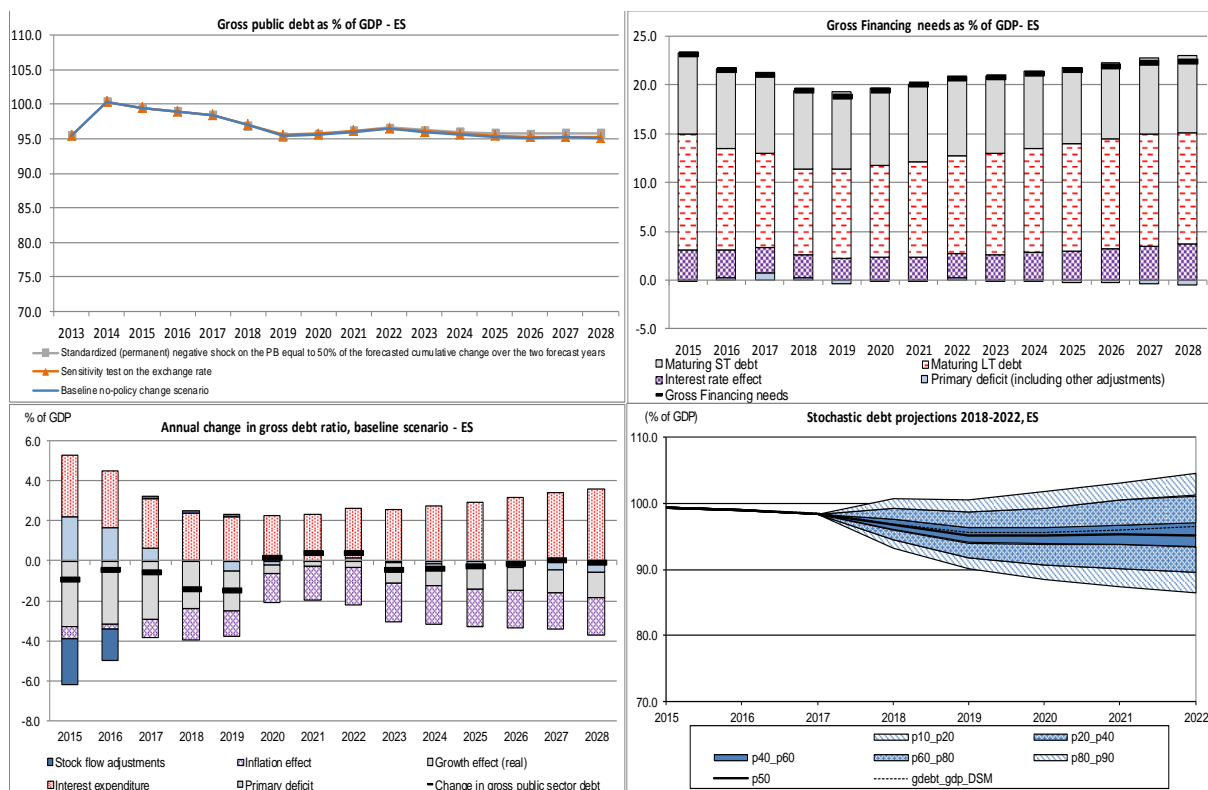 Gross public debt as % of GDP - ES
110.0
105.0
100.0
95.0
90.0
85.0
80.0
75.0
70.0
2013 2014 2015 2016 2017 2018 2019 2020 2021 2022 2023 2024 2025 2026 2027 2028
Standardized (permanent) negative shock on the PB equal to 50% of the forecasted cumulative change over the two forecast years
Sensitivity test on the exchange rate
Baseline no-policy change scenario
Gross Financing needs as % of GDP- ES
25.0
20.0
15.0
10.0
5.0
0.0
-5.0
2015 2016 2017 2018 2019 2020 2021 2022 2023 2024 2025 2026 2027 2028
Maturing ST debt Maturing LT debt
Interest rate effect Primary deficit (including other adjustments)
Gross Financing needs
% of GDP
Annual change in gross debt ratio, baseline scenario - ES
6.0
4.0
2.0
0.0
-2.0
-4.0
-6.0
-8.0
2015 2016 2017 2018 2019 2020 2021 2022 2023 2024 2025 2026 2027 2028
Stock flow adjustments Inflation effect Growth effect (real)
Interest expenditure Primary deficit Change in gross public sector debt
(% of GDP)
Stochastic debt projections 2018-2022, ES
110.0
100.0
90.0
80.0
70.0
2015 2016 2017 2018 2019 2020 2021 2022
p10_p20 p20_p40
p40_p60 p60_p80 p80_p90
p50 gdebt_gdp_DSM